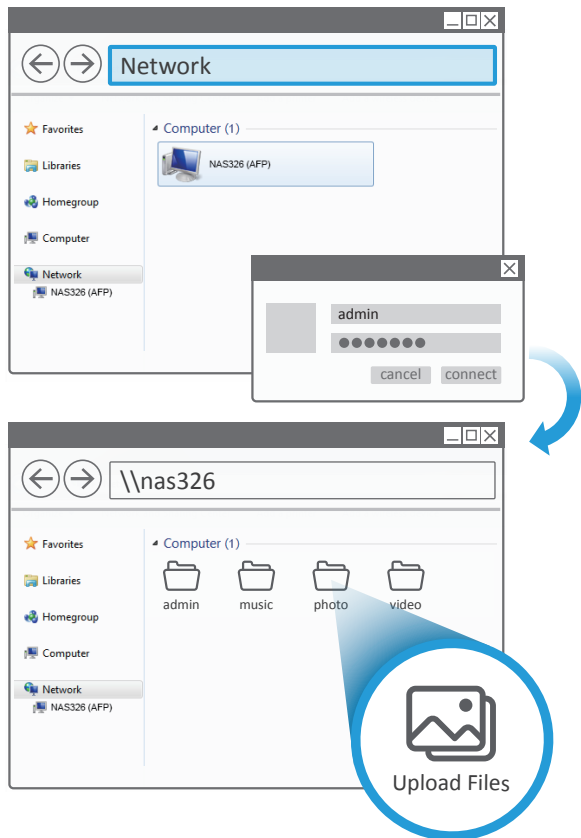 Network
Favorites
Libraries
Homegroup
Computer
Network
NAS326 (AFP)
Computer (1)
NAS326 (AFP)
admin
cancel connect
\\nas326
Favorites
Libraries
Homegroup
Computer
Network
NAS326 (AFP)
Computer (1)
admin music photo video
Upload Files